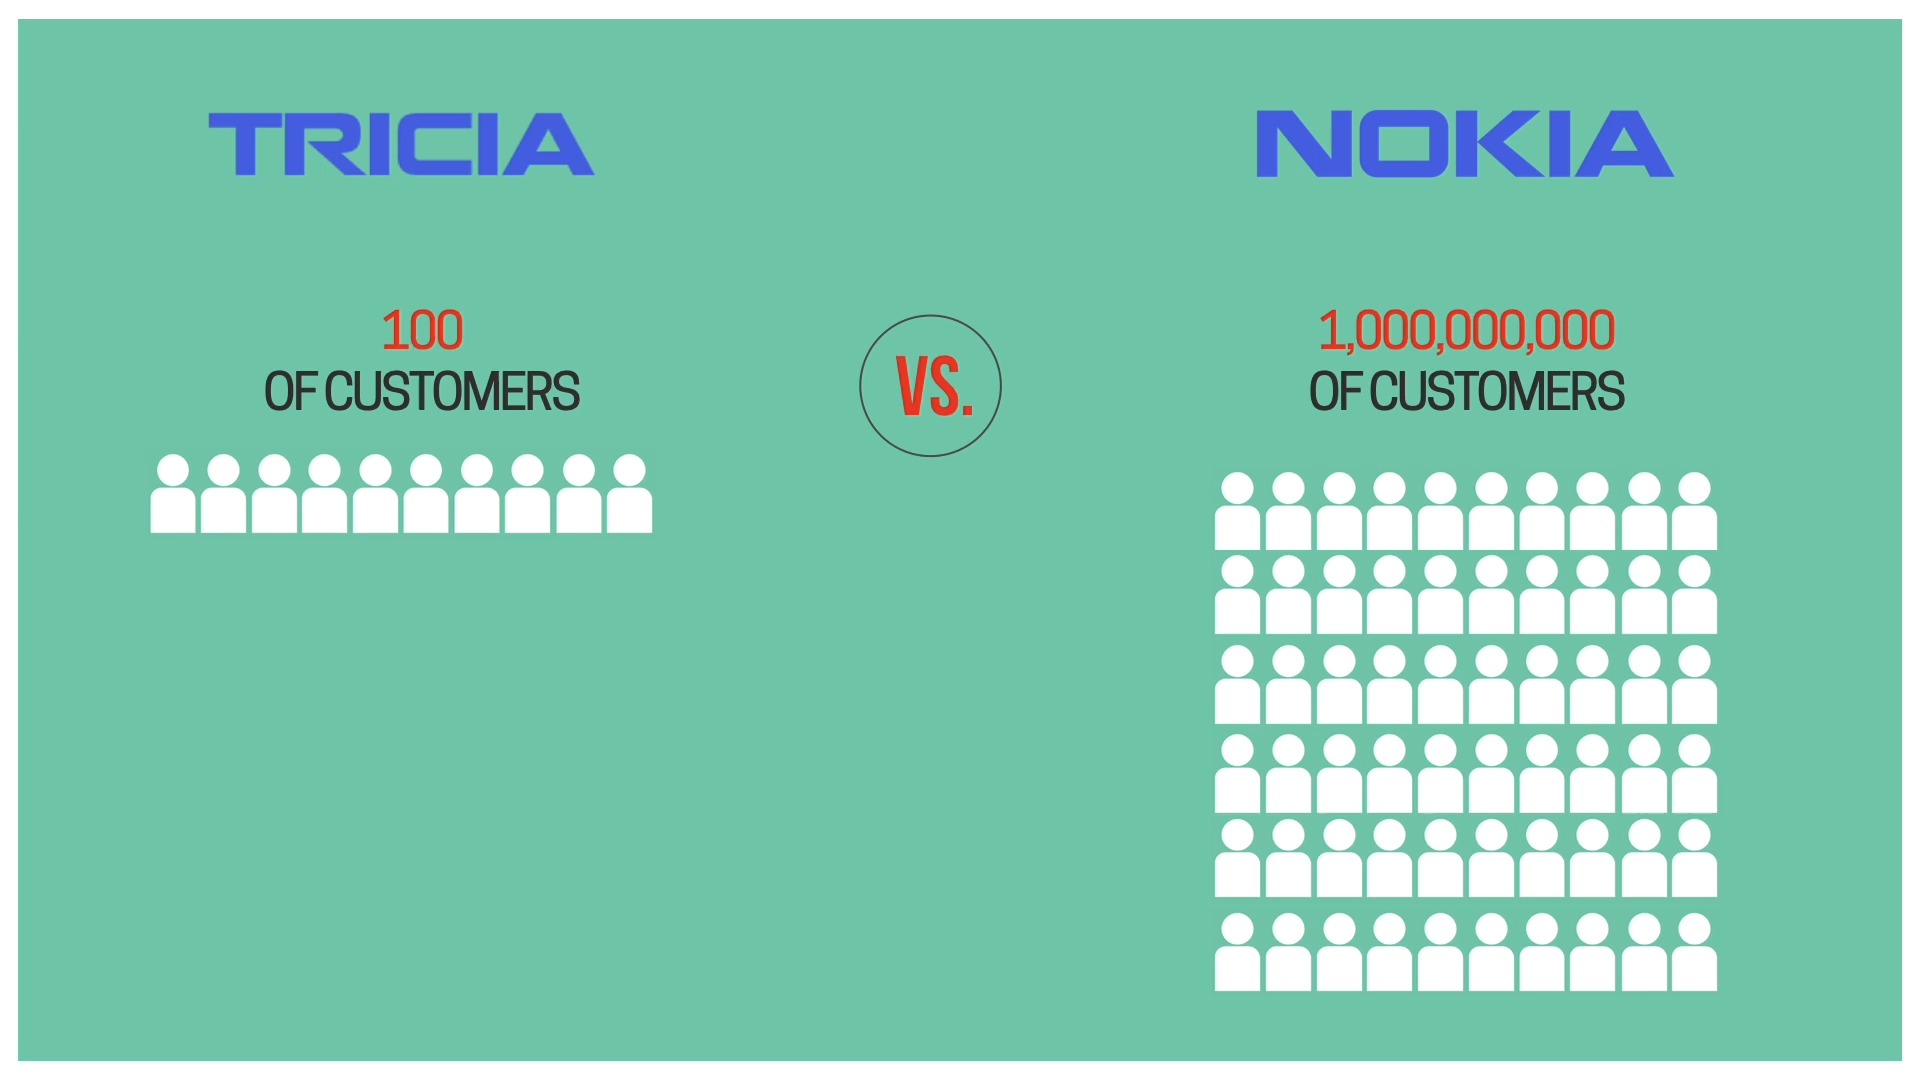 TRICIA
100
OF CUSTOMERS
VS.
NOKIA
1,000,000,000
OF CUSTOMERS